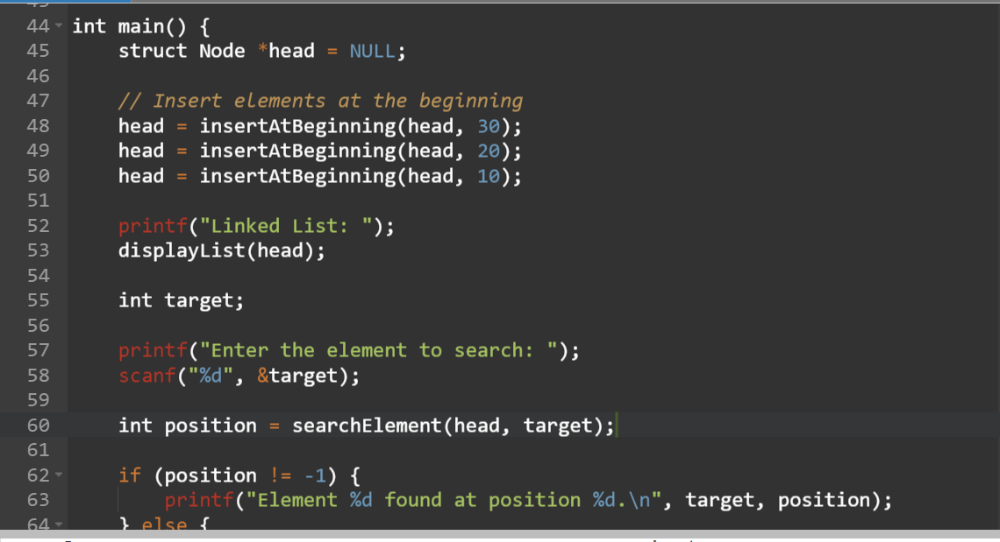 44 int main() {
45 struct Node *head = NULL;
46
47 // Insert elements at the beginning
48 head = insertAtBeginning(head, 30);
49 head = insertAtBeginning(head, 20);
50 head = insertAtBeginning(head, 10);
51
52 printf("Linked List: ");
53 displayList(head);
54
55 int target;
56
57 printf("Enter the element to search: ");
58 scanf("%d", &target);
59
60 int position = searchElement(head, target);
61
62 if (position != -1) {
63 printf("Element %d found at position %d.\n", target, position);
64 } else {